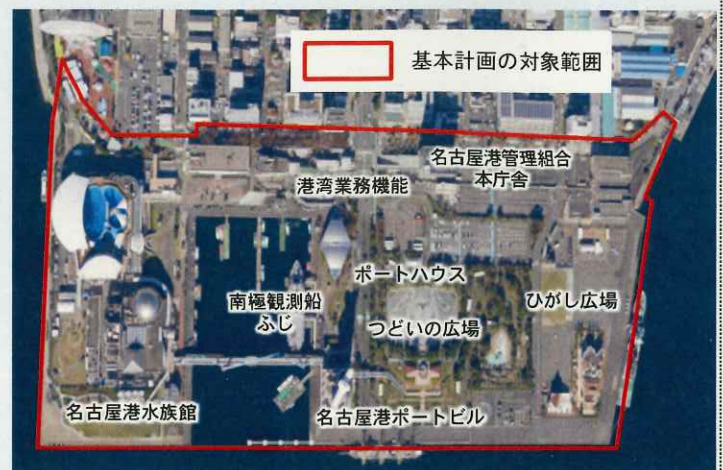 基本計画の対象範囲
名古屋港管理組合
本庁舎
港湾業務機能
ポートハウス
南極観測船
ふじ
つどいの広場
ひがし広場
名古屋港水族館
名古屋港ポートビル